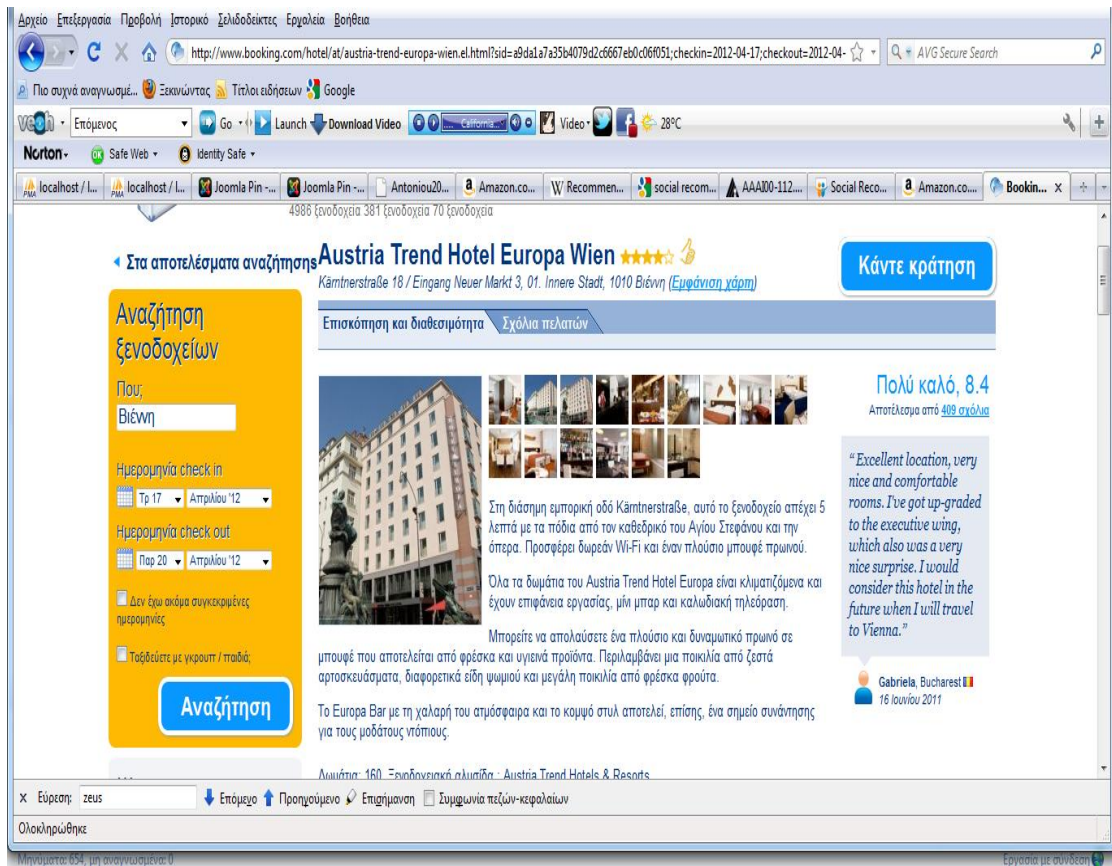 Αρχείο Επεξεργασία Προβολή Ιστορικό Σελιδοδείκτες Εργαλεία Βοήθεια
http://www.booking.com/hotel/at/austria-trend-europa-wien.el.html?sid=a9da1a7a35b4079d2c6667eb0c06f051;checkin=2012-04-17;checkout=2012-04- AVG Secure Search
Πιο συχνά αναγνωσμέ... Ξεκινώντας Τίτλοι ειδήσεων Google
veoh Επόμενος Go Launch Download Video California... Video 28°C
Norton Safe Web Identity Safe
localhost / l... localhost / l... Joomla Pin -... Joomla Pin -... Antoniou20... Amazon.co... Recommen... social recom... AAAI00-112.... Social Reco... Amazon.co.... Bookin... x
4986 ξενοδοχεία 381 ξενοδοχεία 70 ξενοδοχεία
Στα αποτελέσματα αναζήτησης
Austria Trend Hotel Europa Wien
Kärntnerstraße 18 / Eingang Neuer Markt 3, 01. Innere Stadt, 1010 Βιέννη (Εμφάνιση χάρτη)
Κάντε κράτηση
Επισκόπηση και διαθεσιμότητα Σχόλια πελατών
Αναζήτηση
ξενοδοχείων
Που;
Βιέννη
Ημερομηνία check in
Τρ 17 Απριλίου '12
Ημερομηνία check out
Παρ 20 Απριλίου '12
Δεν έχω ακόμα συγκεκριμένες
ημερομηνίες
Ταξιδεύετε με γκρουπ / παιδιά;
Αναζήτηση
Στη διάσημη εμπορική οδό Kärntnerstraße, αυτό το ξενοδοχείο απέχει 5
λεπτά με τα πόδια από τον καθεδρικό του Αγίου Στεφάνου και την
όπερα. Προσφέρει δωρεάν Wi-Fi και έναν πλούσιο μπουφέ πρωινού.
Όλα τα δωμάτια του Austria Trend Hotel Europa είναι κλιματιζόμενα και
έχουν επιφάνεια εργασίας, μίνι μπαρ και καλωδιακή τηλεόραση.
Μπορείτε να απολαύσετε ένα πλούσιο και δυναμωτικό πρωινό σε
μπουφέ που αποτελείται από φρέσκα και υγιεινά προϊόντα. Περιλαμβάνει μια ποικιλία από ζεστά
αρτοσκευάσματα, διαφορετικά είδη ψωμιού και μεγάλη ποικιλία από φρέσκα φρούτα.
Το Europa Bar με τη χαλαρή του ατμόσφαιρα και το κομψό στυλ αποτελεί, επίσης, ένα σημείο συνάντησης
για τους μοδάτους ντόπιους.
Δωμάτια: 160, Ξενοδοχειακή αλυσίδα : Austria Trend Hotels & Resorts
Πολύ καλό, 8.4
Αποτέλεσμα από 409 σχόλια
“Excellent location, very
nice and comfortable
rooms. I've got up-graded
to the executive wing,
which also was a very
nice surprise. I would
consider this hotel in the
future when I will travel
to Vienna.”
Gabriela, Bucharest
16 Ιουνίου 2011
x Εύρεση: zeus Επόμενο Προηγούμενο Επισήμανση Συμφωνία πεζών-κεφαλαίων
Ολοκληρώθηκε
Μηνύματα: 654, μη αναγνωσμένα: 0 Εργασία με σύνδεση